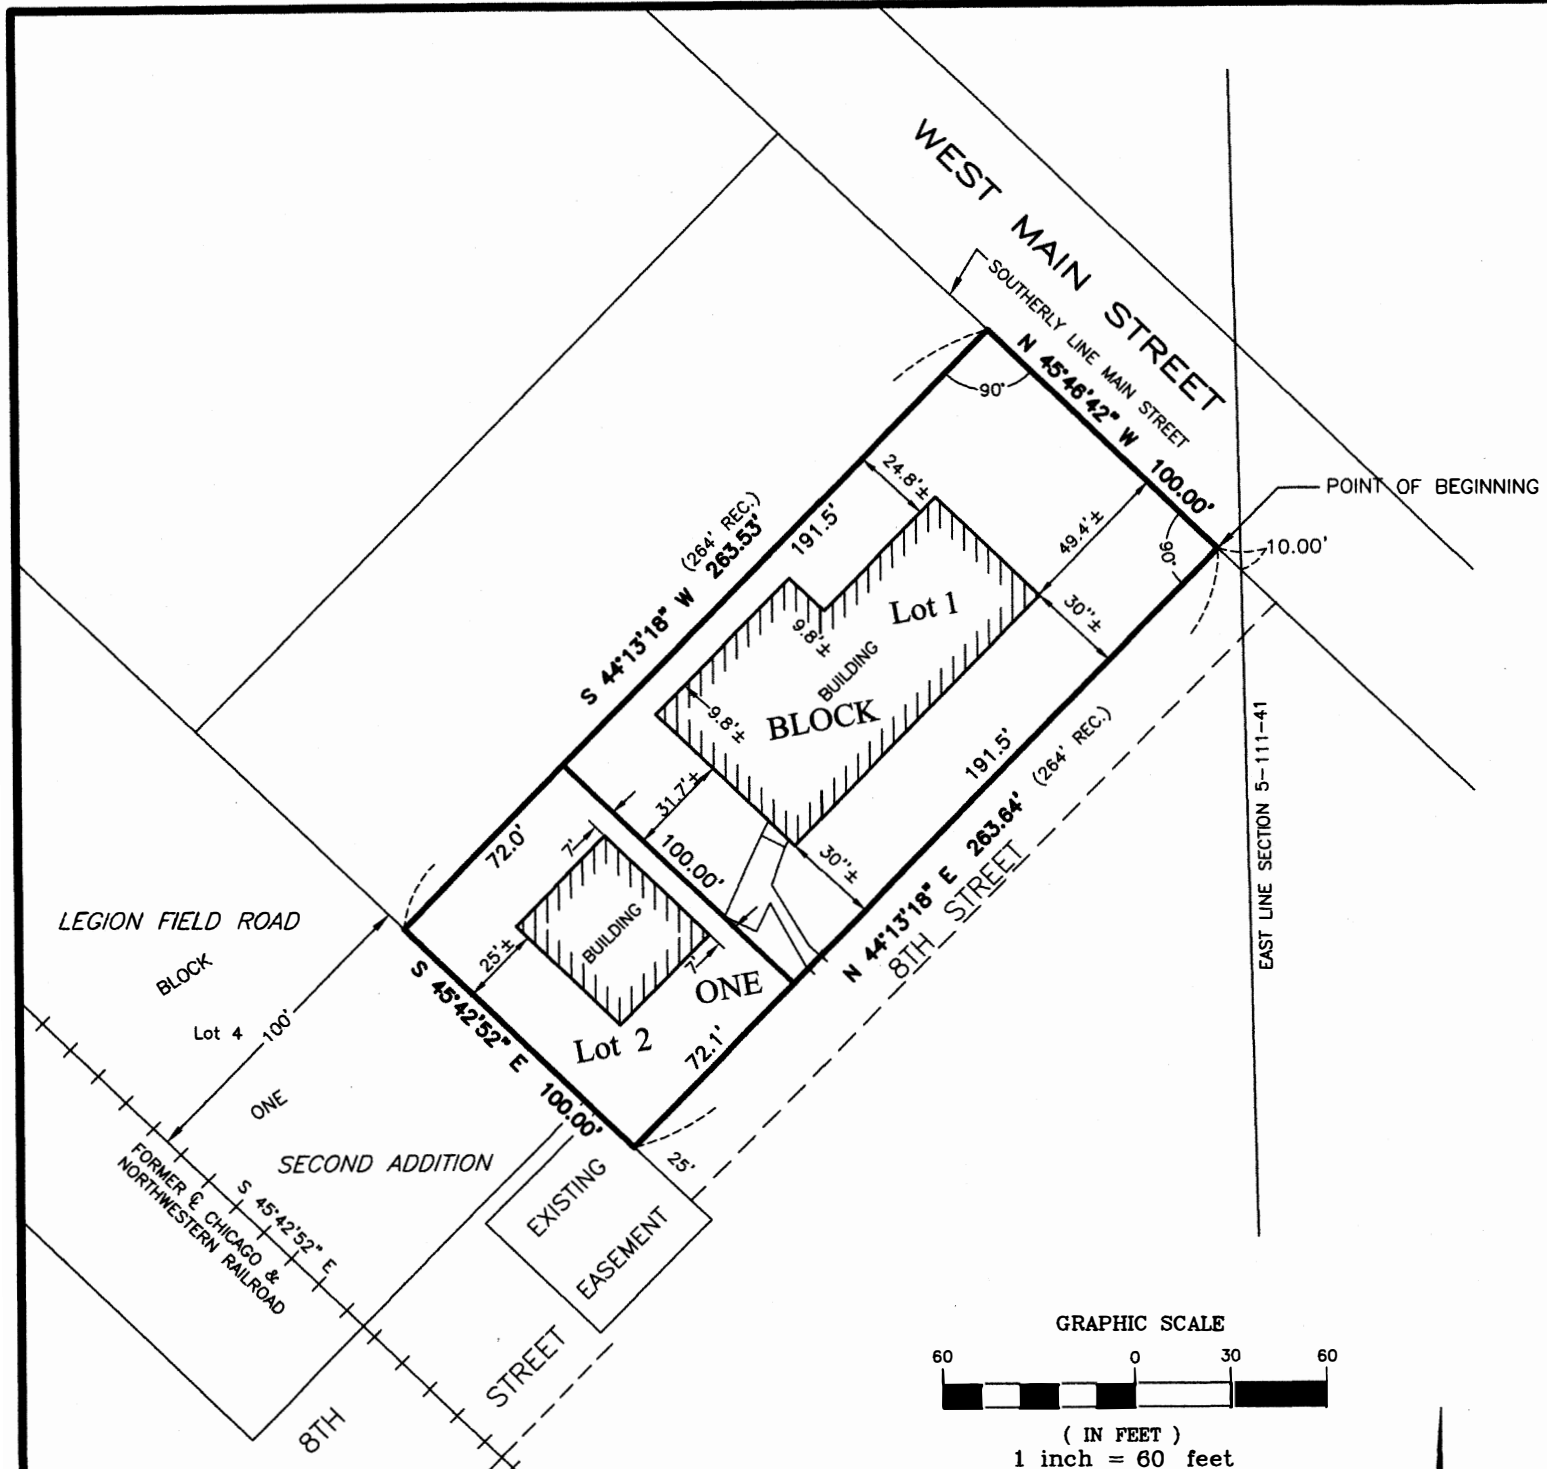 WEST MAIN STREET
SOUTHERLY LINE MAIN STREET
N 45°46'42" W 100.00'
90°
POINT OF BEGINNING
10.00'
90°
24.8'±
49.4'±
(264' REC.)
S 44°13'18" W 263.53'
191.5'
Lot 1
30"±
9.8'±
BUILDING
BLOCK
9.8'±
31.7'±
191.5'
(264' REC.)
N 44°13'18" E 263.64'
8TH STREET
EAST LINE SECTION 5-111-41
72.0'
7'
100.00'
30"±
BUILDING
25'±
7'
ONE
Lot 2
72.1'
S 45°42'52" E 100.00'
LEGION FIELD ROAD
BLOCK
Lot 4
100'
ONE
SECOND ADDITION
25'
FORMER ℄ CHICAGO &
NORTHWESTERN RAILROAD
S 45°42'52" E
EXISTING
EASEMENT
8TH STREET
GRAPHIC SCALE
60 0 30 60
( IN FEET )
1 inch = 60 feet